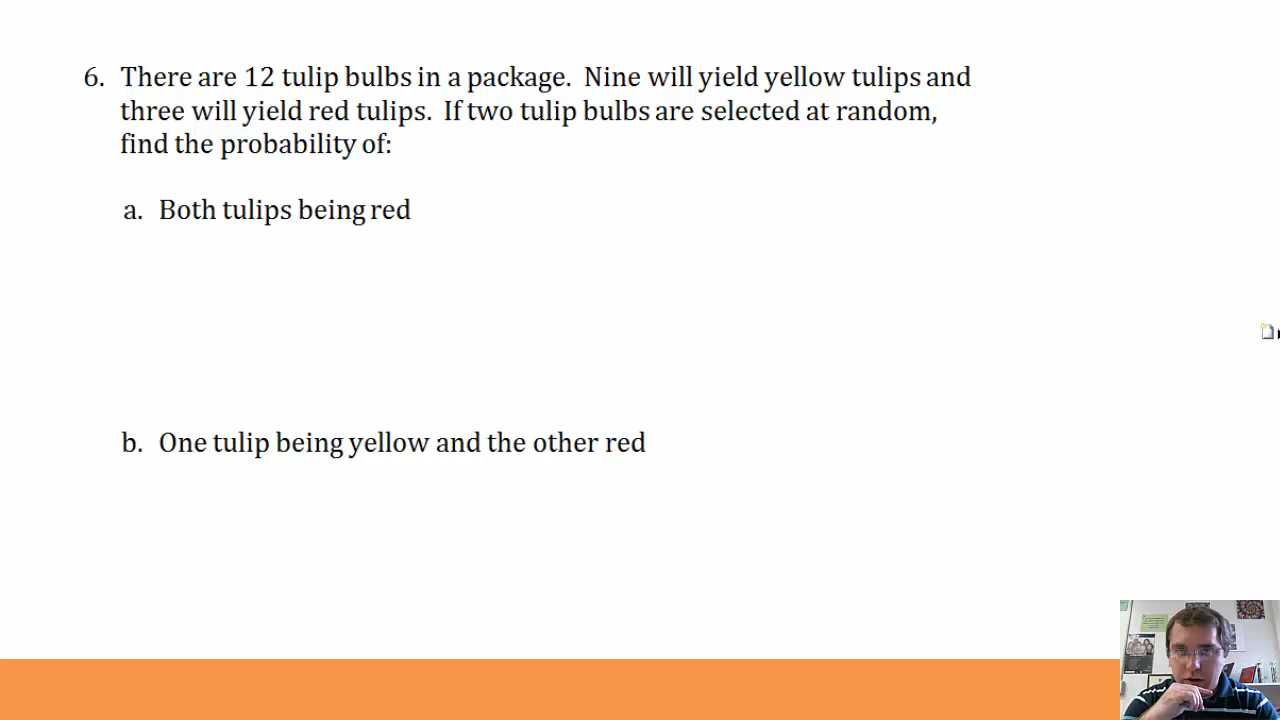 6. There are 12 tulip bulbs in a package. Nine will yield yellow tulips and
three will yield red tulips. If two tulip bulbs are selected at random,
find the probability of:
a. Both tulips being red
b. One tulip being yellow and the other red